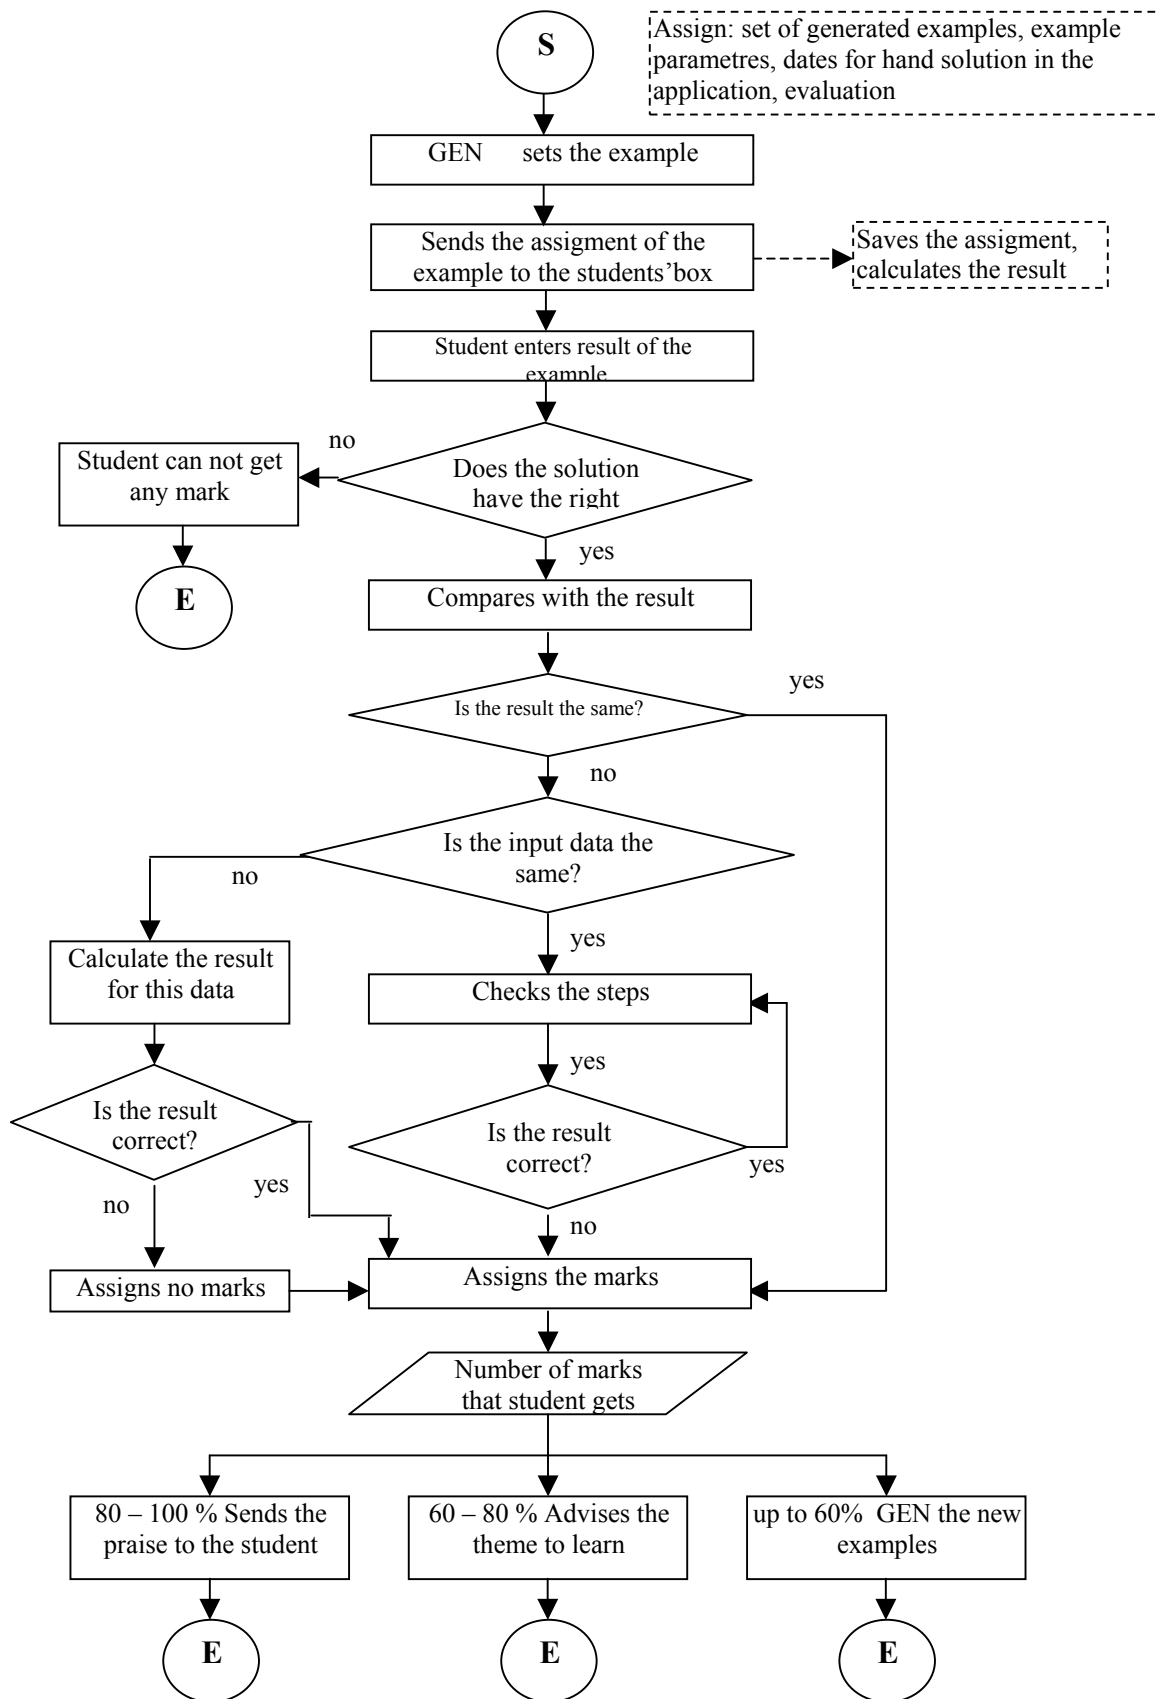 S
Assign: set of generated examples, example
parametres, dates for hand solution in the
application, evaluation
GEN sets the example
Sends the assigment of the
example to the students'box
Saves the assigment,
calculates the result
Student enters result of the
example
no
Student can not get
any mark
Does the solution
have the right
yes
E
Compares with the result
yes
Is the result the same?
no
Is the input data the
same?
no
yes
Calculate the result
for this data
Checks the steps
yes
Is the result
correct?
Is the result
correct?
yes
yes
no
no
Assigns no marks
Assigns the marks
Number of marks
that student gets
80 – 100 % Sends the
praise to the student
60 – 80 % Advises the
theme to learn
up to 60% GEN the new
examples
E
E
E